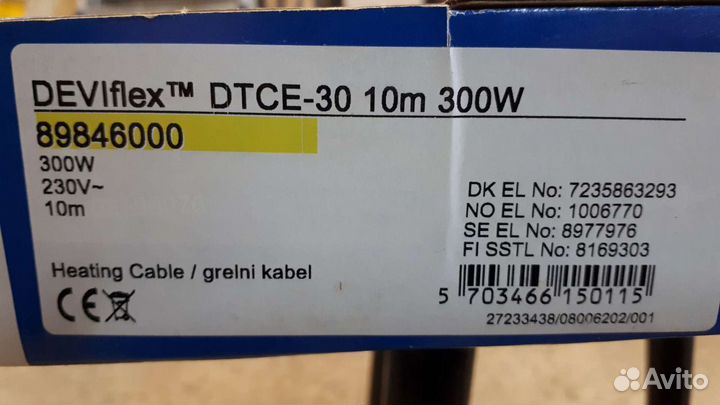 DEVIflex™ DTCE-30 10m 300W
89846000
300W
230V~
10m
DK EL No: 7235863293
NO EL No: 1006770
SE EL No: 8977976
FI SSTL No: 8169303
Heating Cable / grelni kabel
CE
5 703466 150115
27233438/08006202/001
Avito